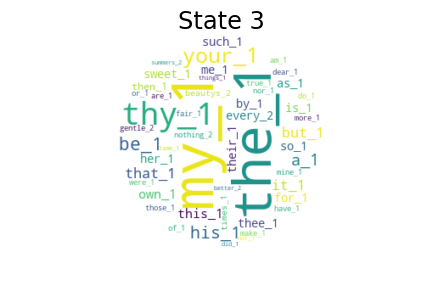 State 3
such_1
your_1
am_1
summers_2
me_1
dear_1
sweet_1
things_1
as_1
then_1
beautys_2
true_1
or_1
are_1
nor_1
do_1
my_1
the_1
thy_1
by_1
is_1
fair_1
every_2
more_1
gentle_2
but_1
nothing_2
be_1
their_1
so_1
her_1
a_1
that_1
mine_1
were_1
it_1
better_2
own_1
for_1
those_1
this_1
times_1
have_1
thee_1
of_1
his_1
make_1
did_1